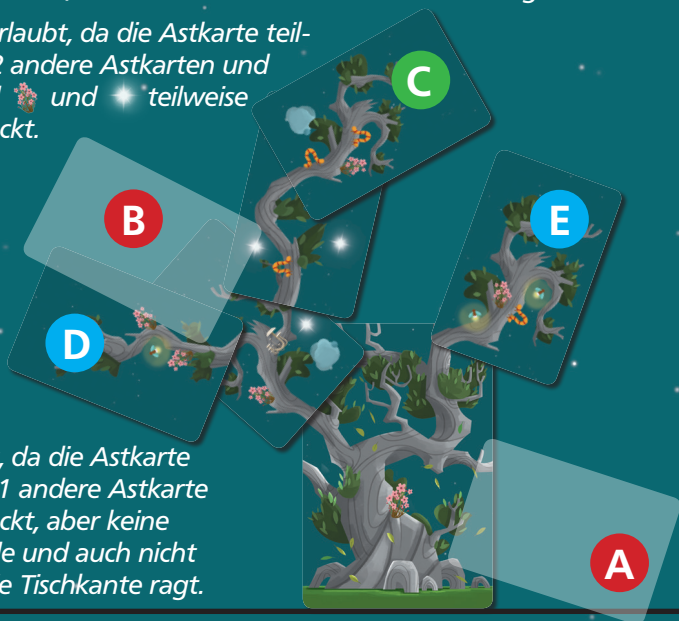 rlaubt, da die Astkarte teil-
2 andere Astkarten und
und teilweise
ckt.
C
B
E
D
, da die Astkarte
1 andere Astkarte
ckt, aber keine
le und auch nicht
e Tischkante ragt.
A